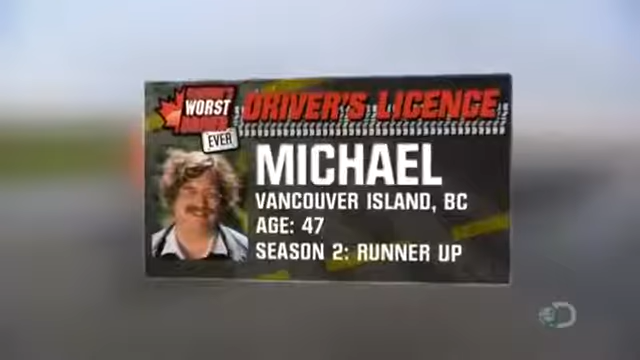 WORST
EVER
DRIVER'S LICENCE
MICHAEL
VANCOUVER ISLAND, BC
AGE: 47
SEASON 2: RUNNER UP
D